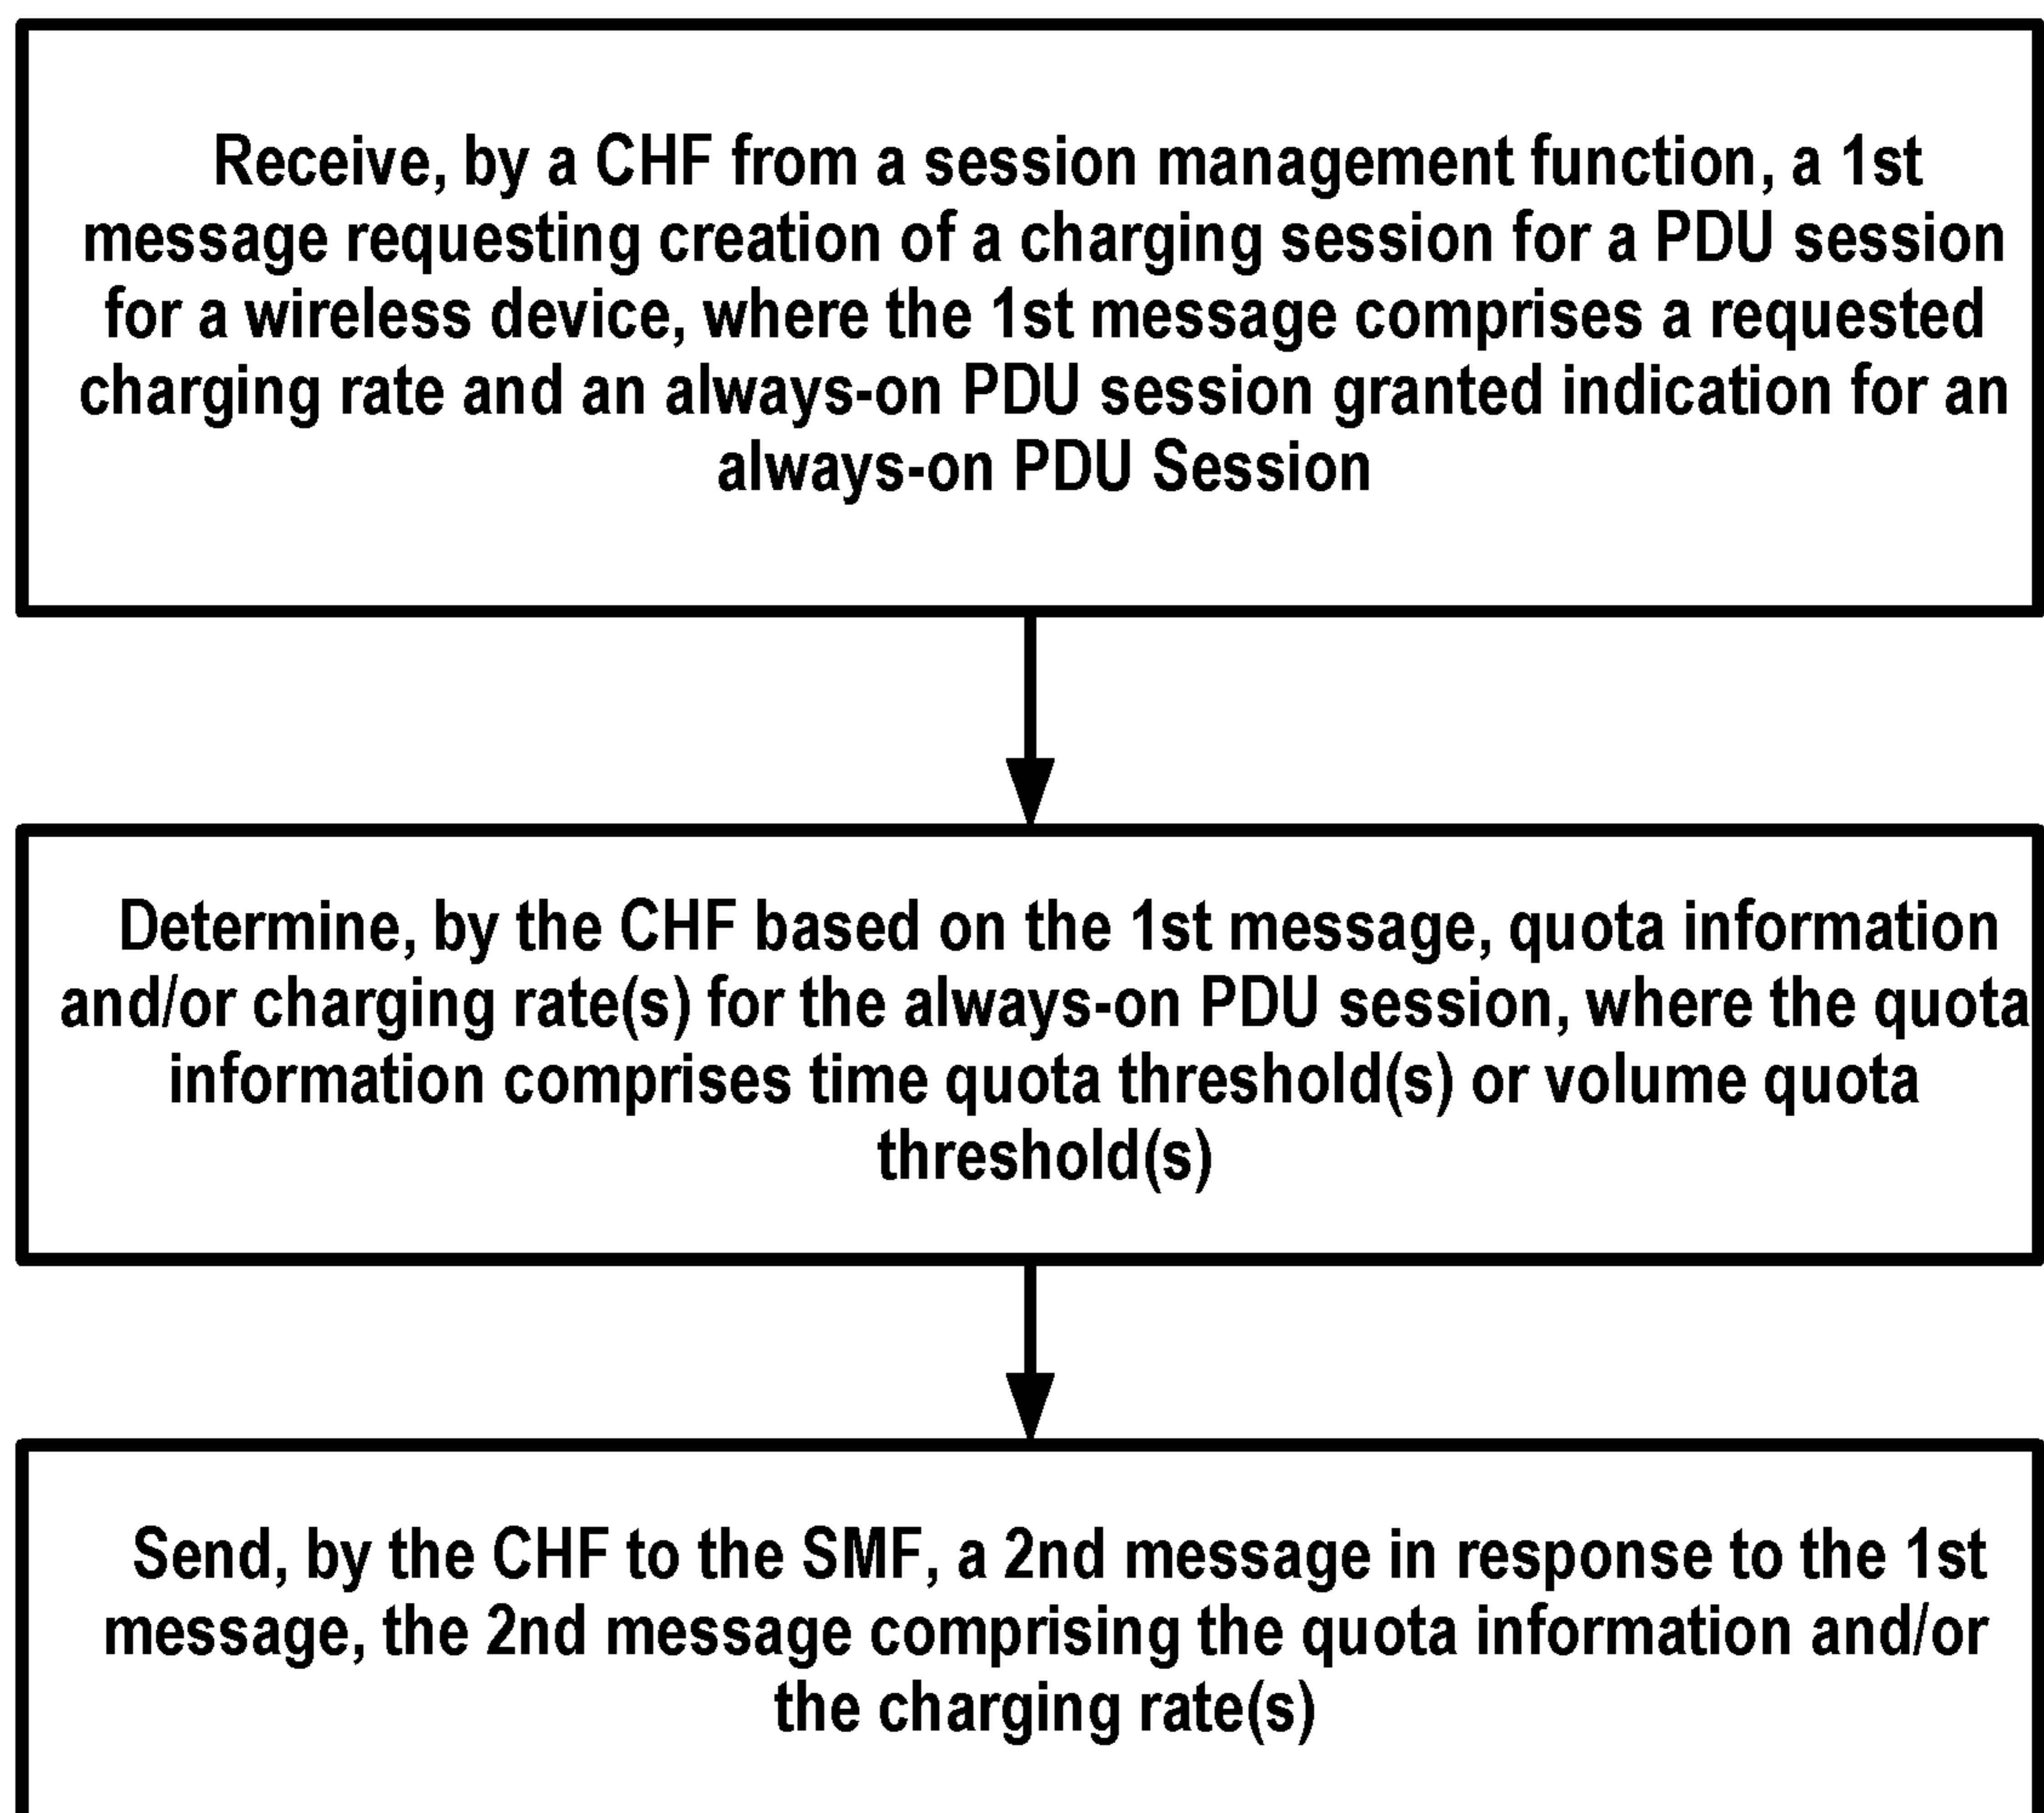 Receive, by a CHF from a session management function, a 1st
message requesting creation of a charging session for a PDU session
for a wireless device, where the 1st message comprises a requested
charging rate and an always-on PDU session granted indication for an
always-on PDU Session
Determine, by the CHF based on the 1st message, quota information
and/or charging rate(s) for the always-on PDU session, where the quota
information comprises time quota threshold(s) or volume quota
threshold(s)
Send, by the CHF to the SMF, a 2nd message in response to the 1st
message, the 2nd message comprising the quota information and/or
the charging rate(s)